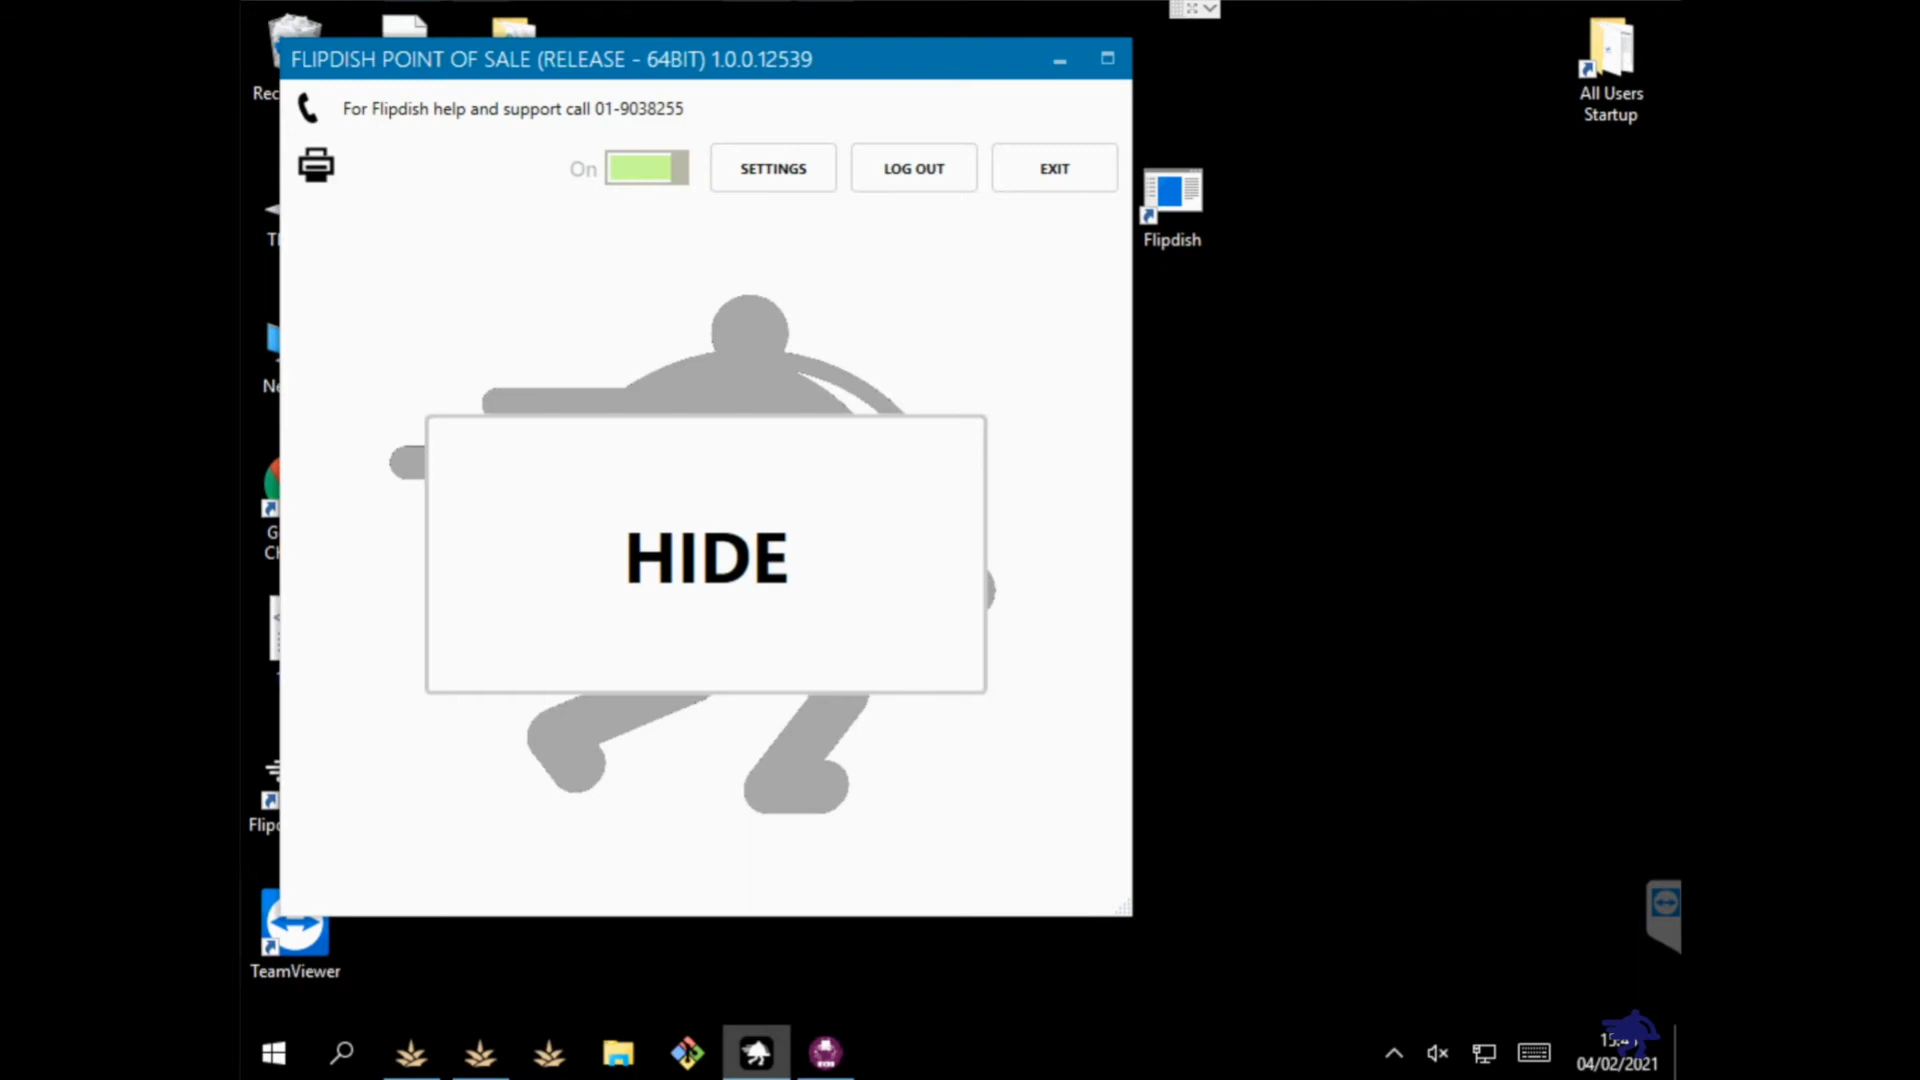 FLIPDISH POINT OF SALE (RELEASE - 64BIT) 1.0.0.12539
For Flipdish help and support call 01-9038255
On
SETTINGS
LOG OUT
EXIT
HIDE
All Users
Startup
Flipdish
TeamViewer
04/02/2021